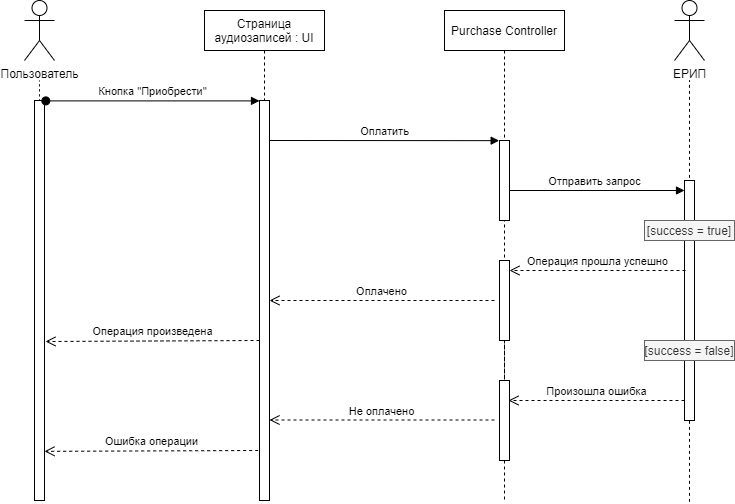 Страница
аудиозаписей : UI
Purchase Controller
Пользователь
ЕРИП
Кнопка "Приобрести"
Оплатить
Отправить запрос
[success = true]
Операция прошла успешно
Оплачено
Операция произведена
[success = false]
Произошла ошибка
Не оплачено
Ошибка операции